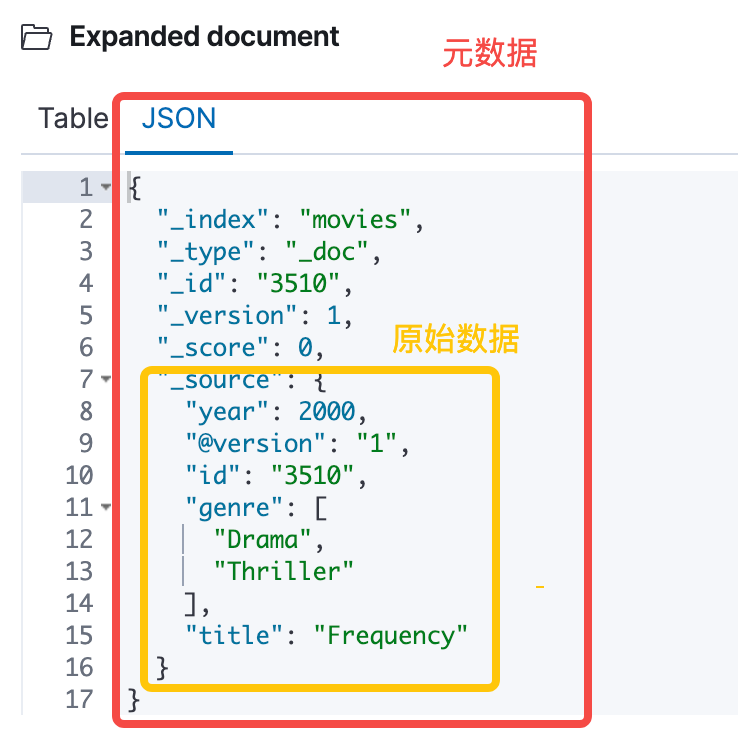 Expanded document
元数据
Table JSON
1 {
2 "_index": "movies",
3 "_type": "_doc",
4 "_id": "3510",
5 "_version": 1,
6 "_score": 0,
原始数据
7 "_source": {
8 "year": 2000,
9 "@version": "1",
10 "id": "3510",
11 "genre": [
12 "Drama",
13 "Thriller"
14 ],
15 "title": "Frequency"
16 }
17 }